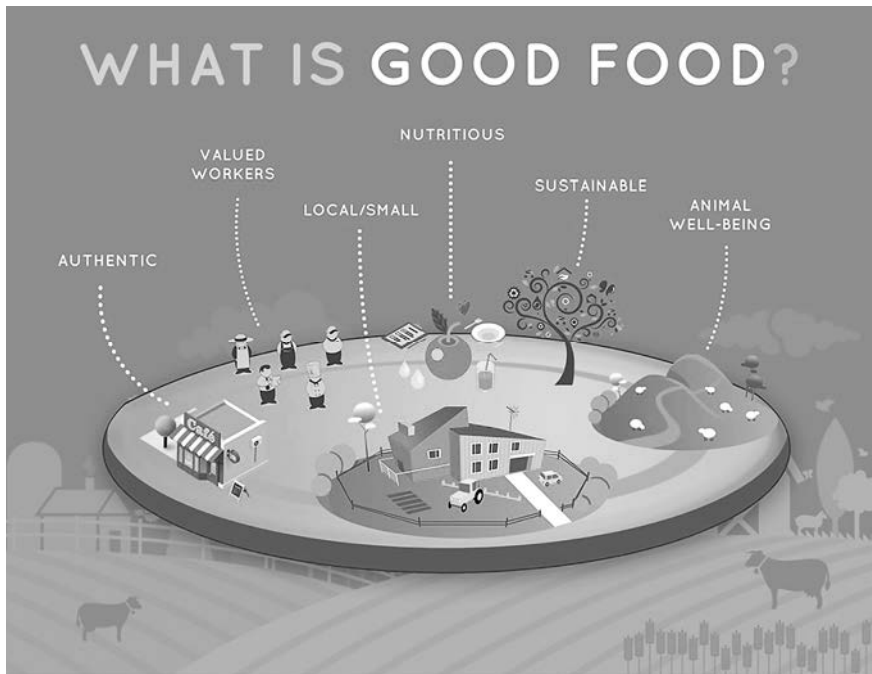 WHAT IS GOOD FOOD?
NUTRITIOUS
VALUED
WORKERS
SUSTAINABLE
LOCAL/SMALL
ANIMAL
WELL-BEING
AUTHENTIC
Café